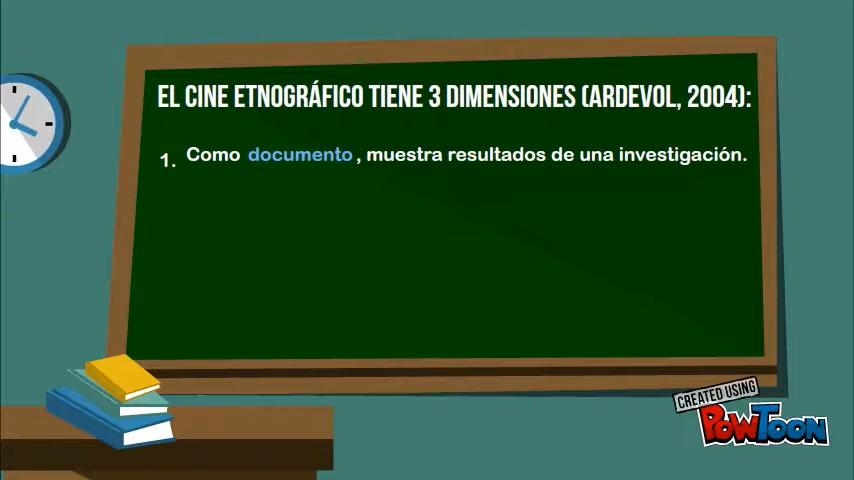 EL CINE ETNOGRÁFICO TIENE 3 DIMENSIONES (ARDEVOL, 2004):
1. Como documento, muestra resultados de una investigación.
CREATED USING
POWTOON